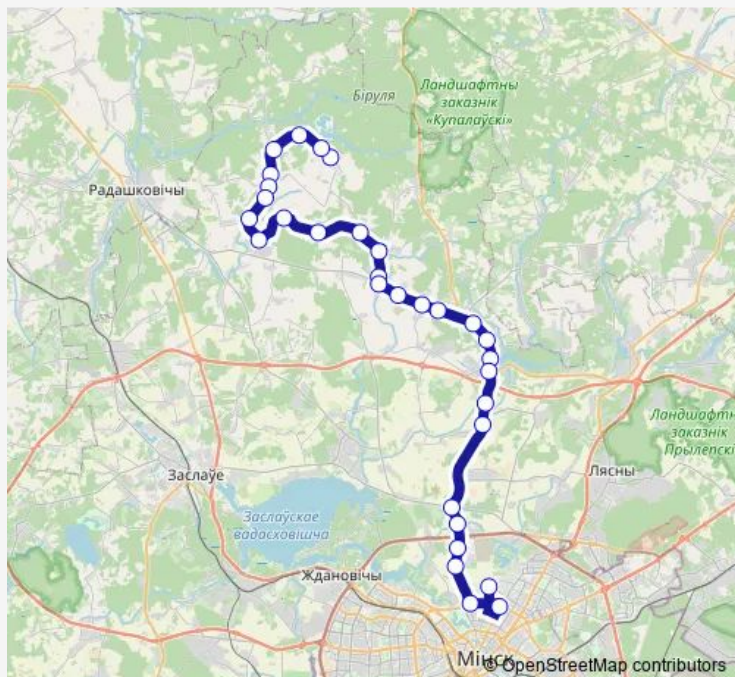 Ландшафтны
заказнік
«Купалаўскі»
Біруля
Радашковічы
Ландшафтн
заказнік
Прылепскі
Лясны
Заслаўе
Заслаўскае
вадасховішча
Ждановічы
Мінск
© OpenStreetMap contributors